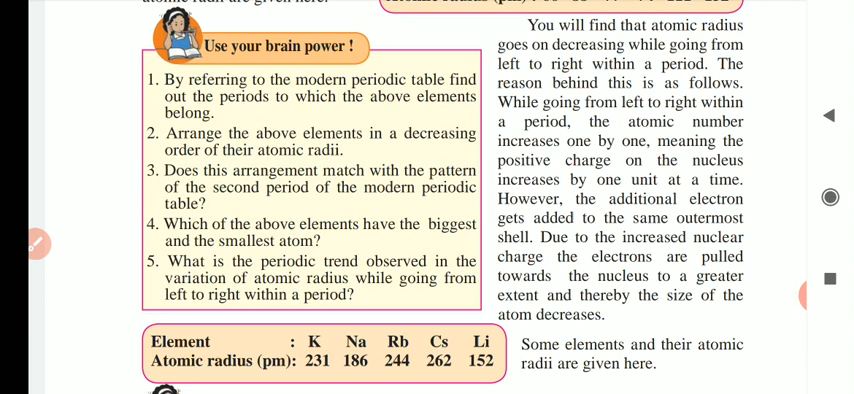 Use your brain power !
1. By referring to the modern periodic table find
out the periods to which the above elements
belong.
2. Arrange the above elements in a decreasing
order of their atomic radii.
3. Does this arrangement match with the pattern
of the second period of the modern periodic
table?
4. Which of the above elements have the biggest
and the smallest atom?
5. What is the periodic trend observed in the
variation of atomic radius while going from
left to right within a period?
Element : K Na Rb Cs Li
Atomic radius (pm): 231 186 244 262 152
You will find that atomic radius
goes on decreasing while going from
left to right within a period. The
reason behind this is as follows.
While going from left to right within
a period, the atomic number
increases one by one, meaning the
positive charge on the nucleus
increases by one unit at a time.
However, the additional electron
gets added to the same outermost
shell. Due to the increased nuclear
charge the electrons are pulled
towards the nucleus to a greater
extent and thereby the size of the
atom decreases.
Some elements and their atomic
radii are given here.